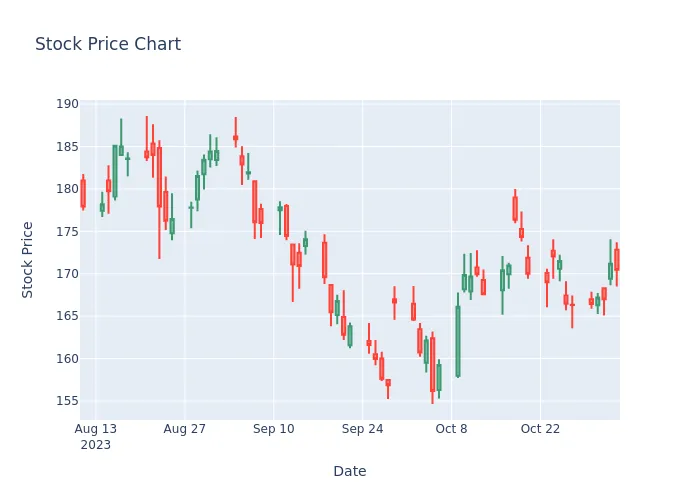 Stock Price Chart
Stock Price
190
185
180
175
170
165
160
155
Aug 13
2023
Aug 27
Sep 10
Sep 24
Oct 8
Oct 22
Date